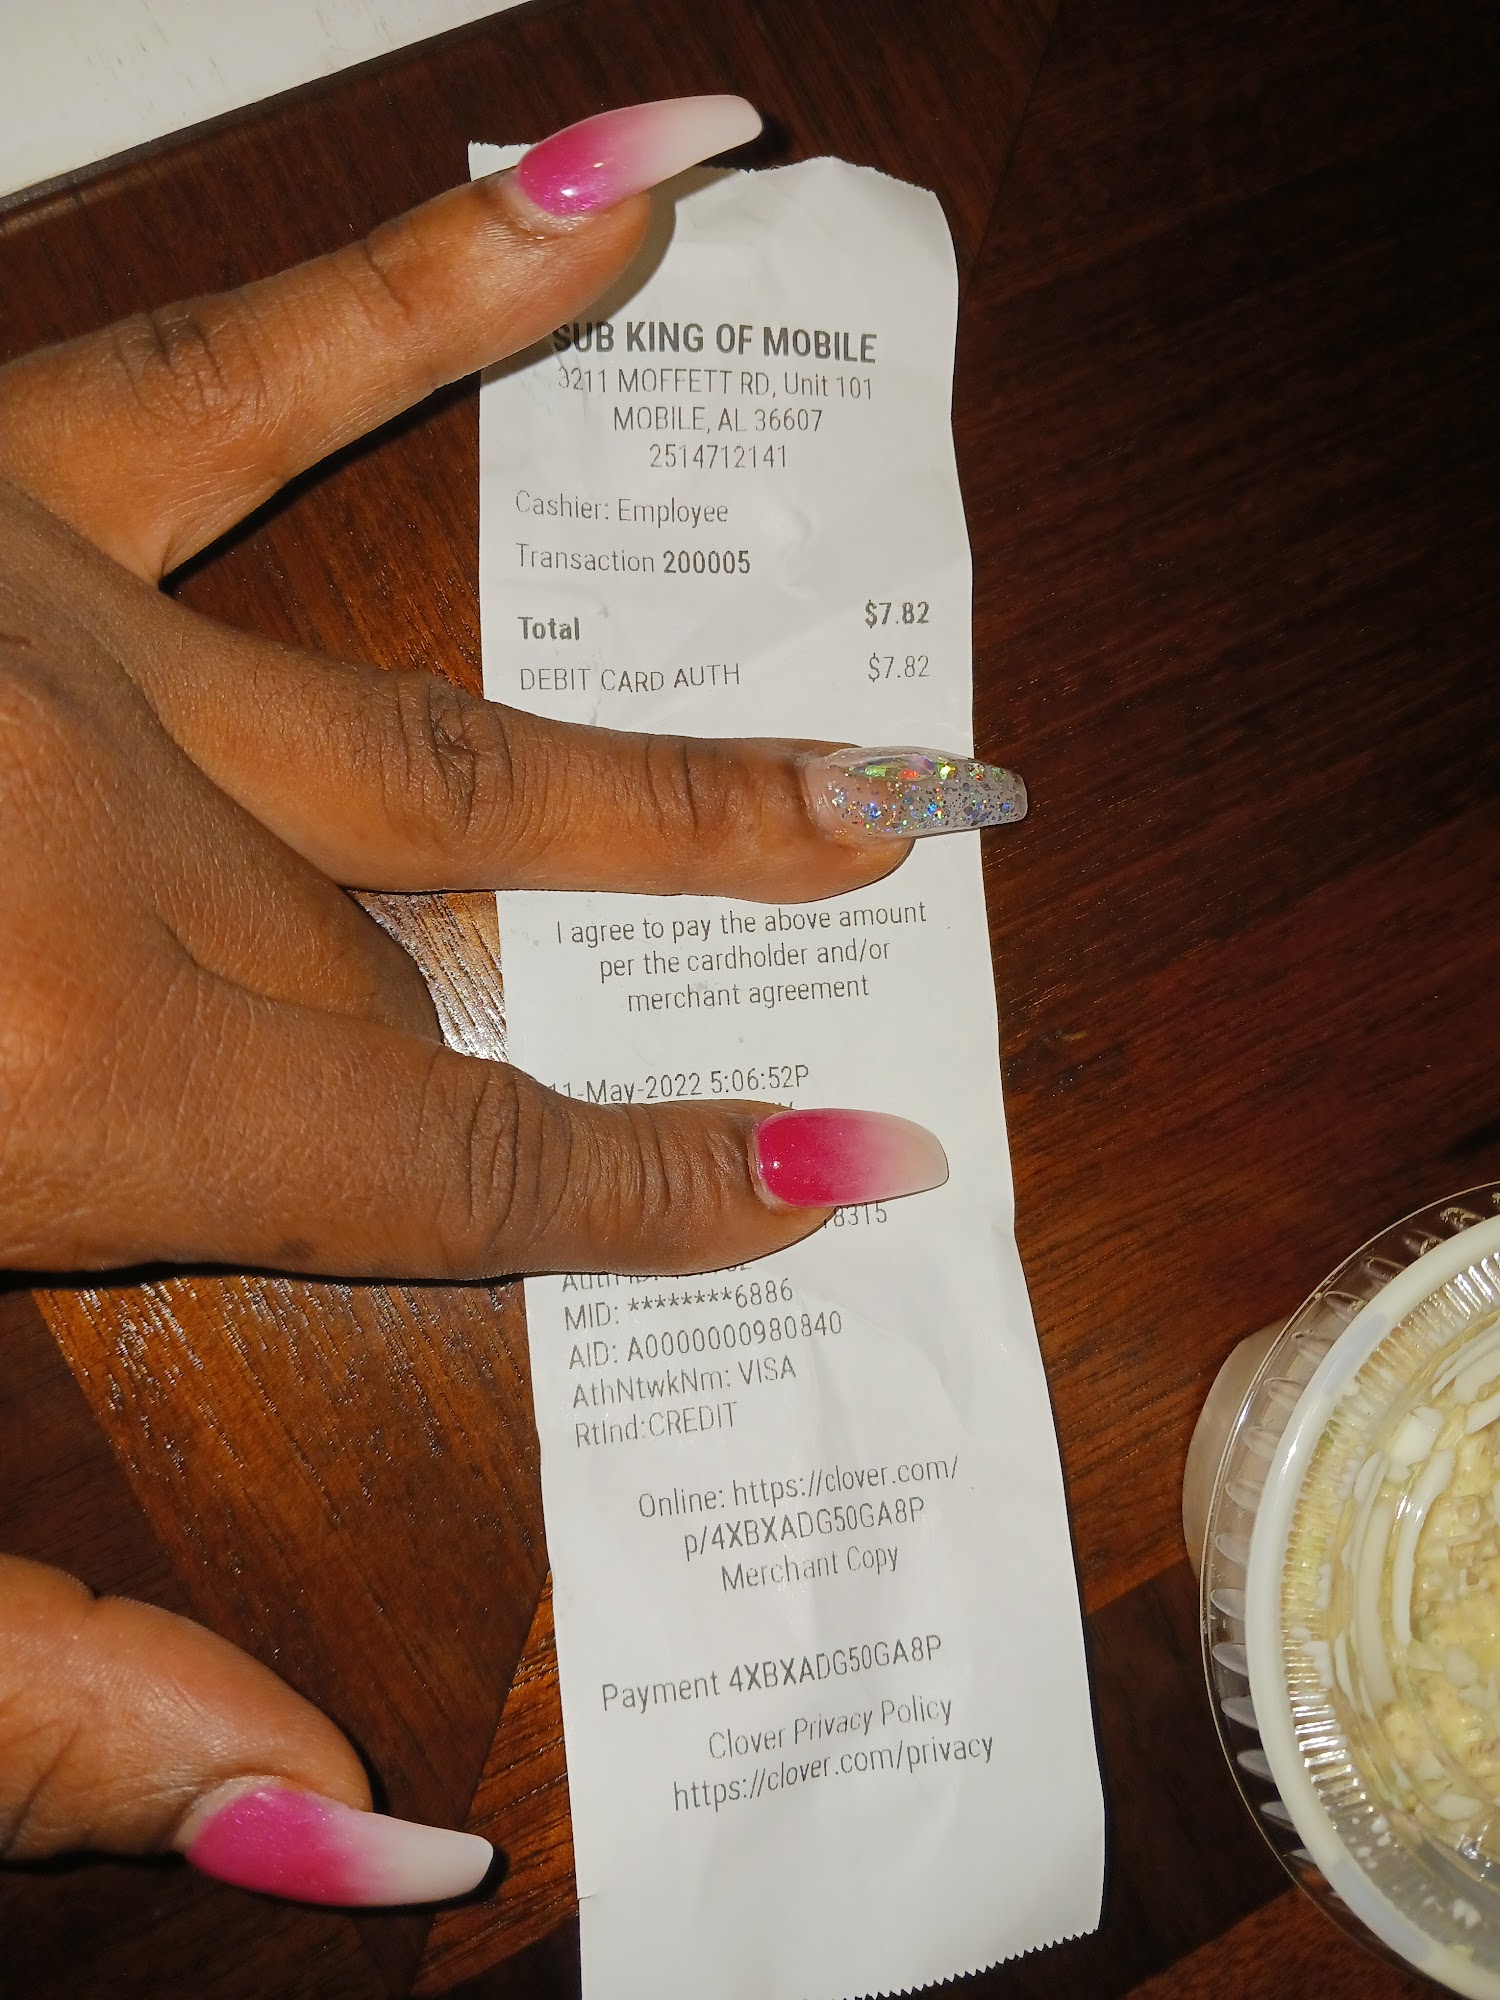 SUB KING OF MOBILE
3211 MOFFETT RD, Unit 101
MOBILE, AL 36607
2514712141
Cashier: Employee
Transaction 200005
Total $7.82
DEBIT CARD AUTH $7.82
I agree to pay the above amount
per the cardholder and/or
merchant agreement
11-May-2022 5:06:52P
8315
MID: ********6886
AID: A0000000980840
AthNtwkNm: VISA
RtInd:CREDIT
Online: https://clover.com/
p/4XBXADG50GA8P
Merchant Copy
Payment 4XBXADG50GA8P
Clover Privacy Policy
https://clover.com/privacy